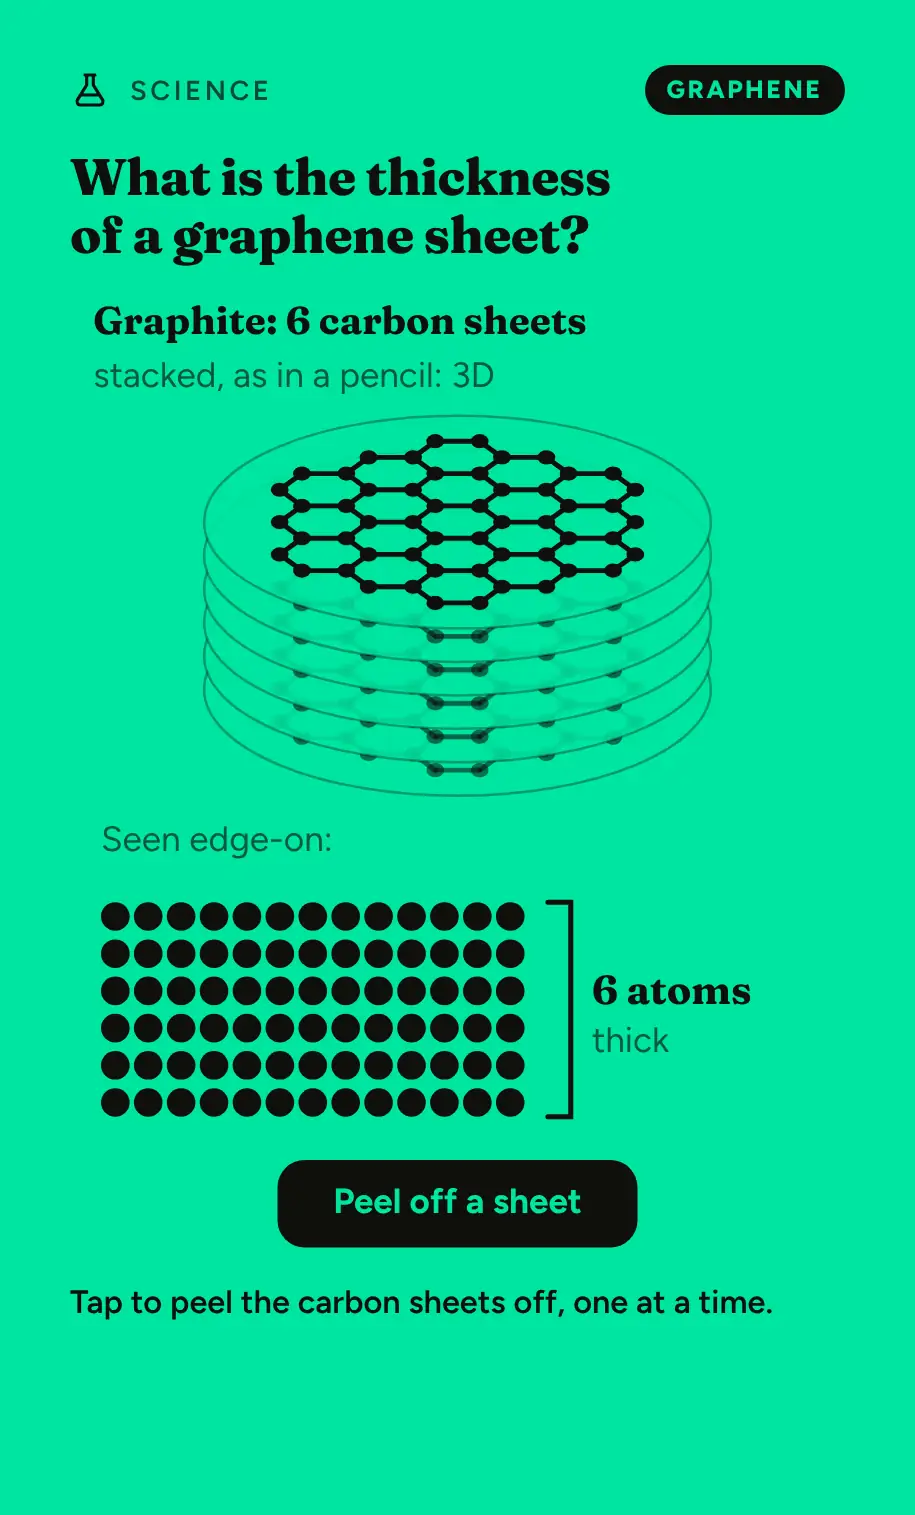 SCIENCE
GRAPHENE
What is the thickness
of a graphene sheet?
Graphite: 6 carbon sheets
stacked, as in a pencil: 3D
Seen edge-on:
6 atoms
thick
Peel off a sheet
Tap to peel the carbon sheets off, one at a time.